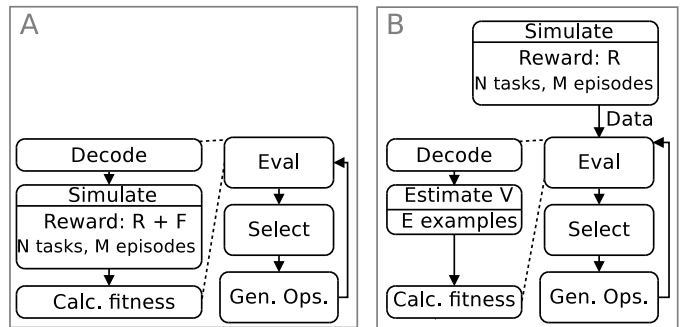 A
Decode
Simulate
Reward: R + F
N tasks, M episodes
Calc. fitness
Eval
Select
Gen. Ops.
B
Simulate
Reward: R
N tasks, M episodes
Data
Decode
Estimate V
E examples
Calc. fitness
Eval
Select
Gen. Ops.